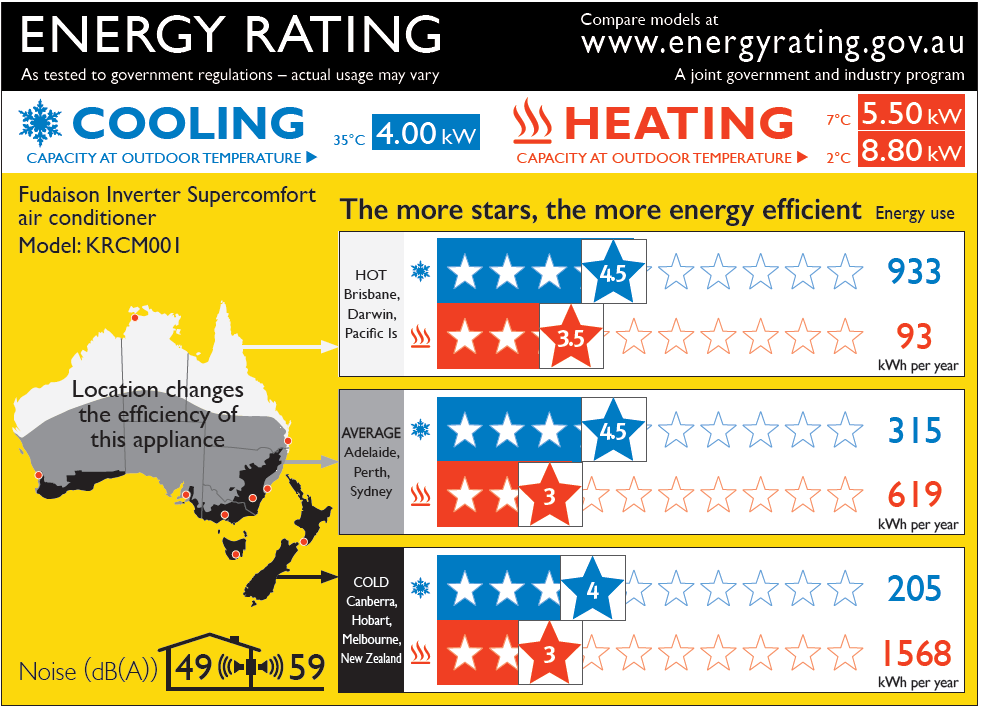 ENERGY RATING
As tested to government regulations – actual usage may vary
Compare models at
www.energyrating.gov.au
A joint government and industry program
COOLING
CAPACITY AT OUTDOOR TEMPERATURE
35°C 4.00 kW
HEATING
CAPACITY AT OUTDOOR TEMPERATURE
7°C 5.50 kW
2°C 8.80 kW
Fudaison Inverter Supercomfort
air conditioner
Model: KRCM001
The more stars, the more energy efficient
Energy use
Location changes
the efficiency of
this appliance
HOT
Brisbane,
Darwin,
Pacific Is
4.5
933
3.5
93
kWh per year
AVERAGE
Adelaide,
Perth,
Sydney
4.5
315
3
619
kWh per year
COLD
Canberra,
Hobart,
Melbourne,
New Zealand
4
205
3
1568
kWh per year
Noise (dB(A)) 49 59